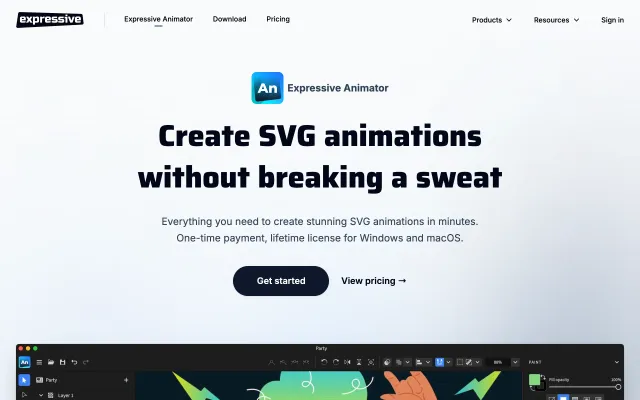 expressive
Expressive Animator
Download
Pricing
Products
Resources
Sign in
An
Expressive Animator
Create SVG animations
without breaking a sweat
Everything you need to create stunning SVG animations in minutes.
One-time payment, lifetime license for Windows and macOS.
Get started
View pricing →
Party
An
98%
PAINT
Party
Fill opacity
100%
Layer 1